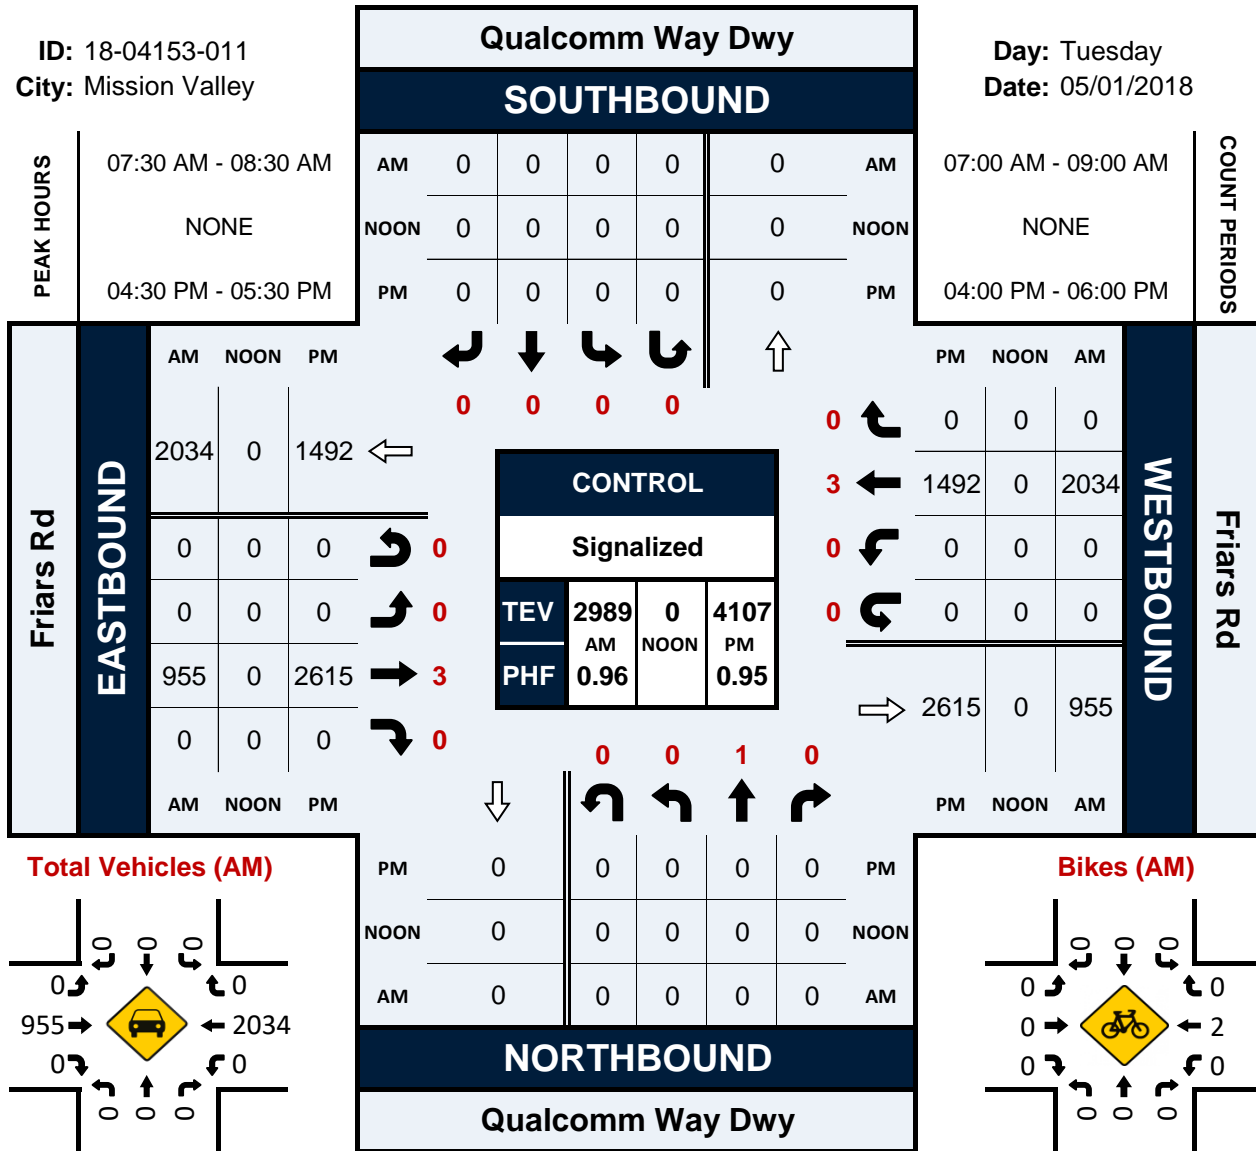 ID: 18-04153-011
City: Mission Valley
Qualcomm Way Dwy
SOUTHBOUND
Day: Tuesday
Date: 05/01/2018
PEAK HOURS
07:30 AM - 08:30 AM
NONE
04:30 PM - 05:30 PM
AM 0 0 0 0 0 AM
NOON 0 0 0 0 0 NOON
PM 0 0 0 0 0 PM
07:00 AM - 09:00 AM
NONE
04:00 PM - 06:00 PM
COUNT PERIODS
0 0 0 0
Friars Rd
EASTBOUND
AM NOON PM
2034 0 1492
0 0 0 0
0 0 0 0
955 0 2615 3
0 0 0 0
AM NOON PM
CONTROL
Signalized
TEV 2989 0 4107
AM NOON PM
PHF 0.96 0.95
PM NOON AM
0 0 0 0
3 1492 0 2034
0 0 0 0
0 0 0 0
2615 0 955
PM NOON AM
WESTBOUND
Friars Rd
0 0 1 0
PM 0 0 0 0 0 PM
NOON 0 0 0 0 0 NOON
AM 0 0 0 0 0 AM
NORTHBOUND
Qualcomm Way Dwy
Total Vehicles (AM)
0 0 0
0 0
955 2034
0 0
0 0 0
Bikes (AM)
0 0 0
0 0
0 2
0 0
0 0 0